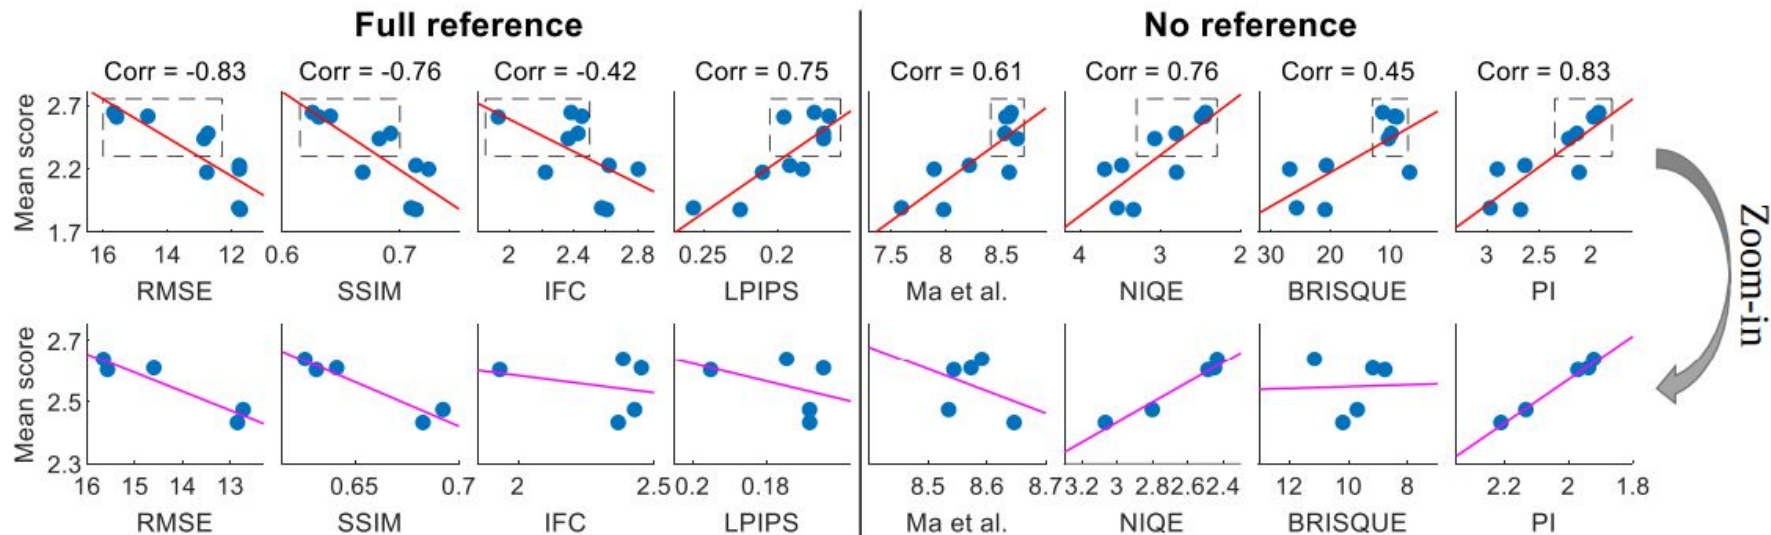 Full reference
No reference
Corr = -0.83 Corr = -0.76 Corr = -0.42 Corr = 0.75 Corr = 0.61 Corr = 0.76 Corr = 0.45 Corr = 0.83
Mean score
2.7
2.2
1.7
16 14 12 0.6 0.7 2 2.4 2.8 0.25 0.2 7.5 8 8.5 4 3 2 30 20 10 3 2.5 2
RMSE SSIM IFC LPIPS Ma et al. NIQE BRISQUE PI
Zoom-in
Mean score
2.7
2.5
2.3
16 15 14 13 0.65 0.7 2 2.5 0.2 0.18 8.5 8.6 8.7 3.2 3 2.8 2.6 2.4 12 10 8 2.2 2 1.8
RMSE SSIM IFC LPIPS Ma et al. NIQE BRISQUE PI